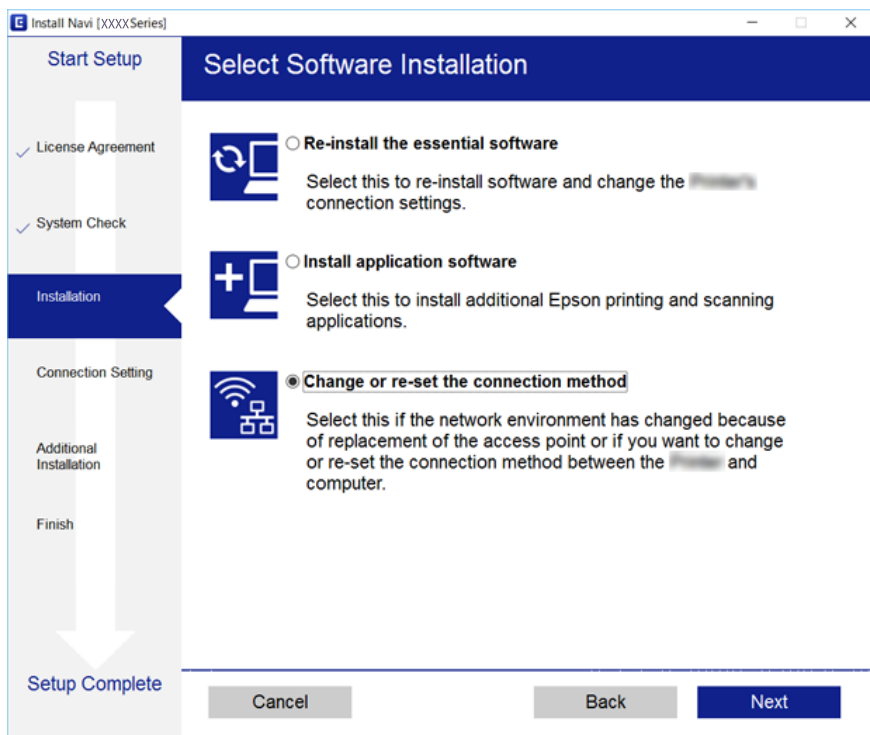 E Install Navi [XXXX Series]
Start Setup
License Agreement
System Check
Installation
Connection Setting
Additional
Installation
Finish
Setup Complete
Select Software Installation
Re-install the essential software
Select this to re-install software and change the
connection settings.
Install application software
Select this to install additional Epson printing and scanning
applications.
Change or re-set the connection method
Select this if the network environment has changed because
of replacement of the access point or if you want to change
or re-set the connection method between the and
computer.
Cancel
Back
Next